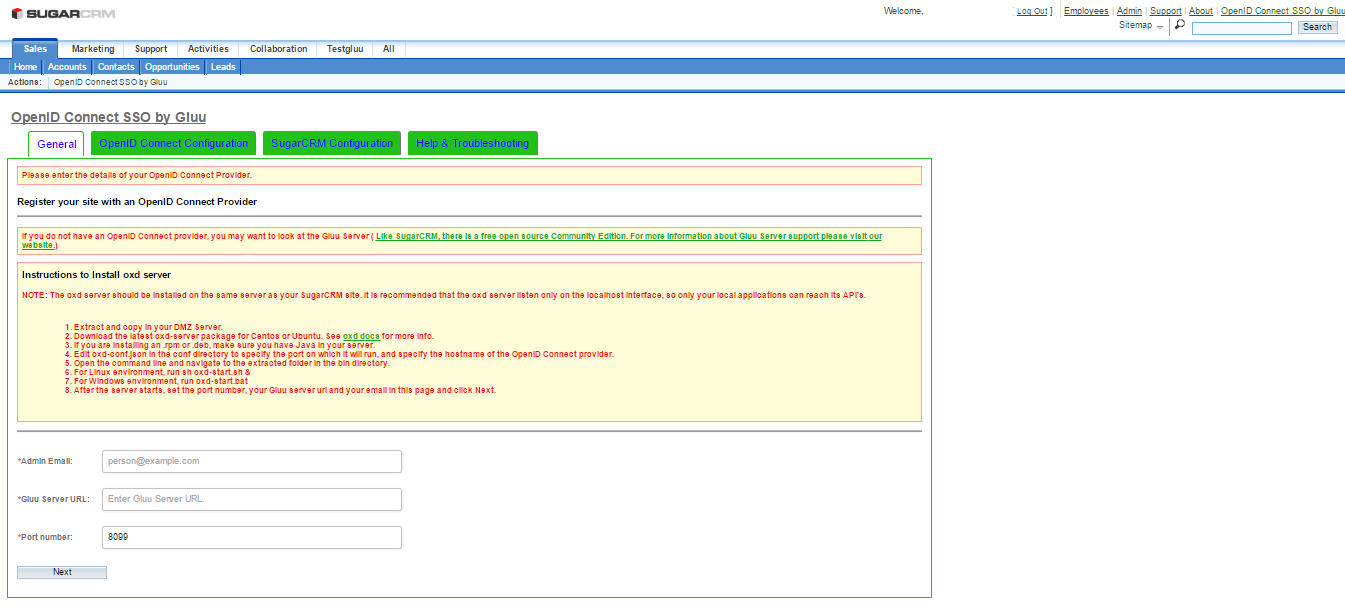 SUGARCRM
Welcome, Log Out ] Employees | Admin | Support | About | OpenID Connect SSO by Gluu
Sitemap Search
Sales Marketing Support Activities Collaboration Testgluu All
Home Accounts Contacts Opportunities Leads
Actions: OpenID Connect SSO by Gluu
OpenID Connect SSO by Gluu
General OpenID Connect Configuration SugarCRM Configuration Help & Troubleshooting
Please enter the details of your OpenID Connect Provider.
Register your site with an OpenID Connect Provider
If you do not have an OpenID Connect provider, you may want to look at the Gluu Server ( Like SugarCRM, there is a free open source Community Edition. For more information about Gluu Server support please visit our
website.)
Instructions to Install oxd server
NOTE: The oxd server should be installed on the same server as your SugarCRM site. It is recommended that the oxd server listen only on the localhost interface, so only your local applications can reach its API's.
1. Extract and copy in your DMZ Server.
2. Download the latest oxd-server package for Centos or Ubuntu. See oxd docs for more info.
3. If you are installing an .rpm or .deb, make sure you have Java in your server.
4. Edit oxd-conf.json in the conf directory to specify the port on which it will run, and specify the hostname of the OpenID Connect provider.
5. Open the command line and navigate to the extracted folder in the bin directory.
6. For Linux environment, run sh oxd-start.sh &
7. For Windows environment, run oxd-start.bat
8. After the server starts, set the port number, your Gluu server url and your email in this page and click Next.
*Admin Email: person@example.com
*Gluu Server URL: Enter Gluu Server URL.
*Port number: 8099
Next